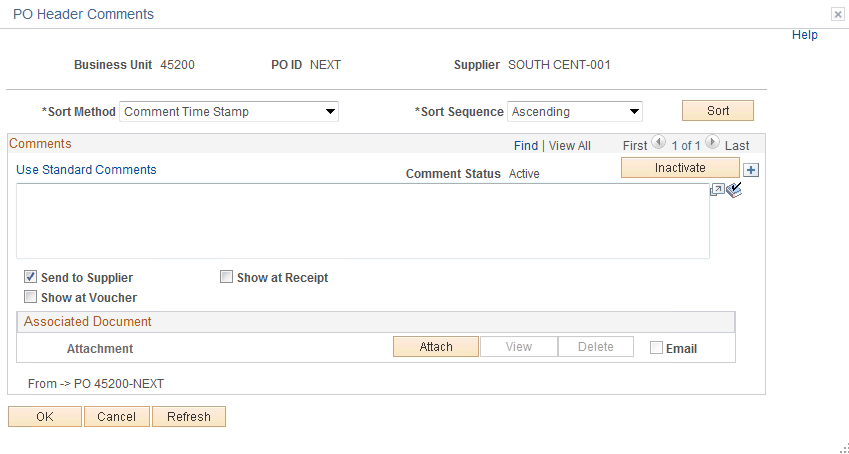 PO Header Comments
Help
Business Unit 45200 PO ID NEXT Supplier SOUTH CENT-001
*Sort Method Comment Time Stamp *Sort Sequence Ascending Sort
Comments Find | View All First 1 of 1 Last
Use Standard Comments Comment Status Active Inactivate
Send to Supplier Show at Receipt
Show at Voucher
Associated Document
Attachment Attach View Delete Email
From -> PO 45200-NEXT
OK Cancel Refresh